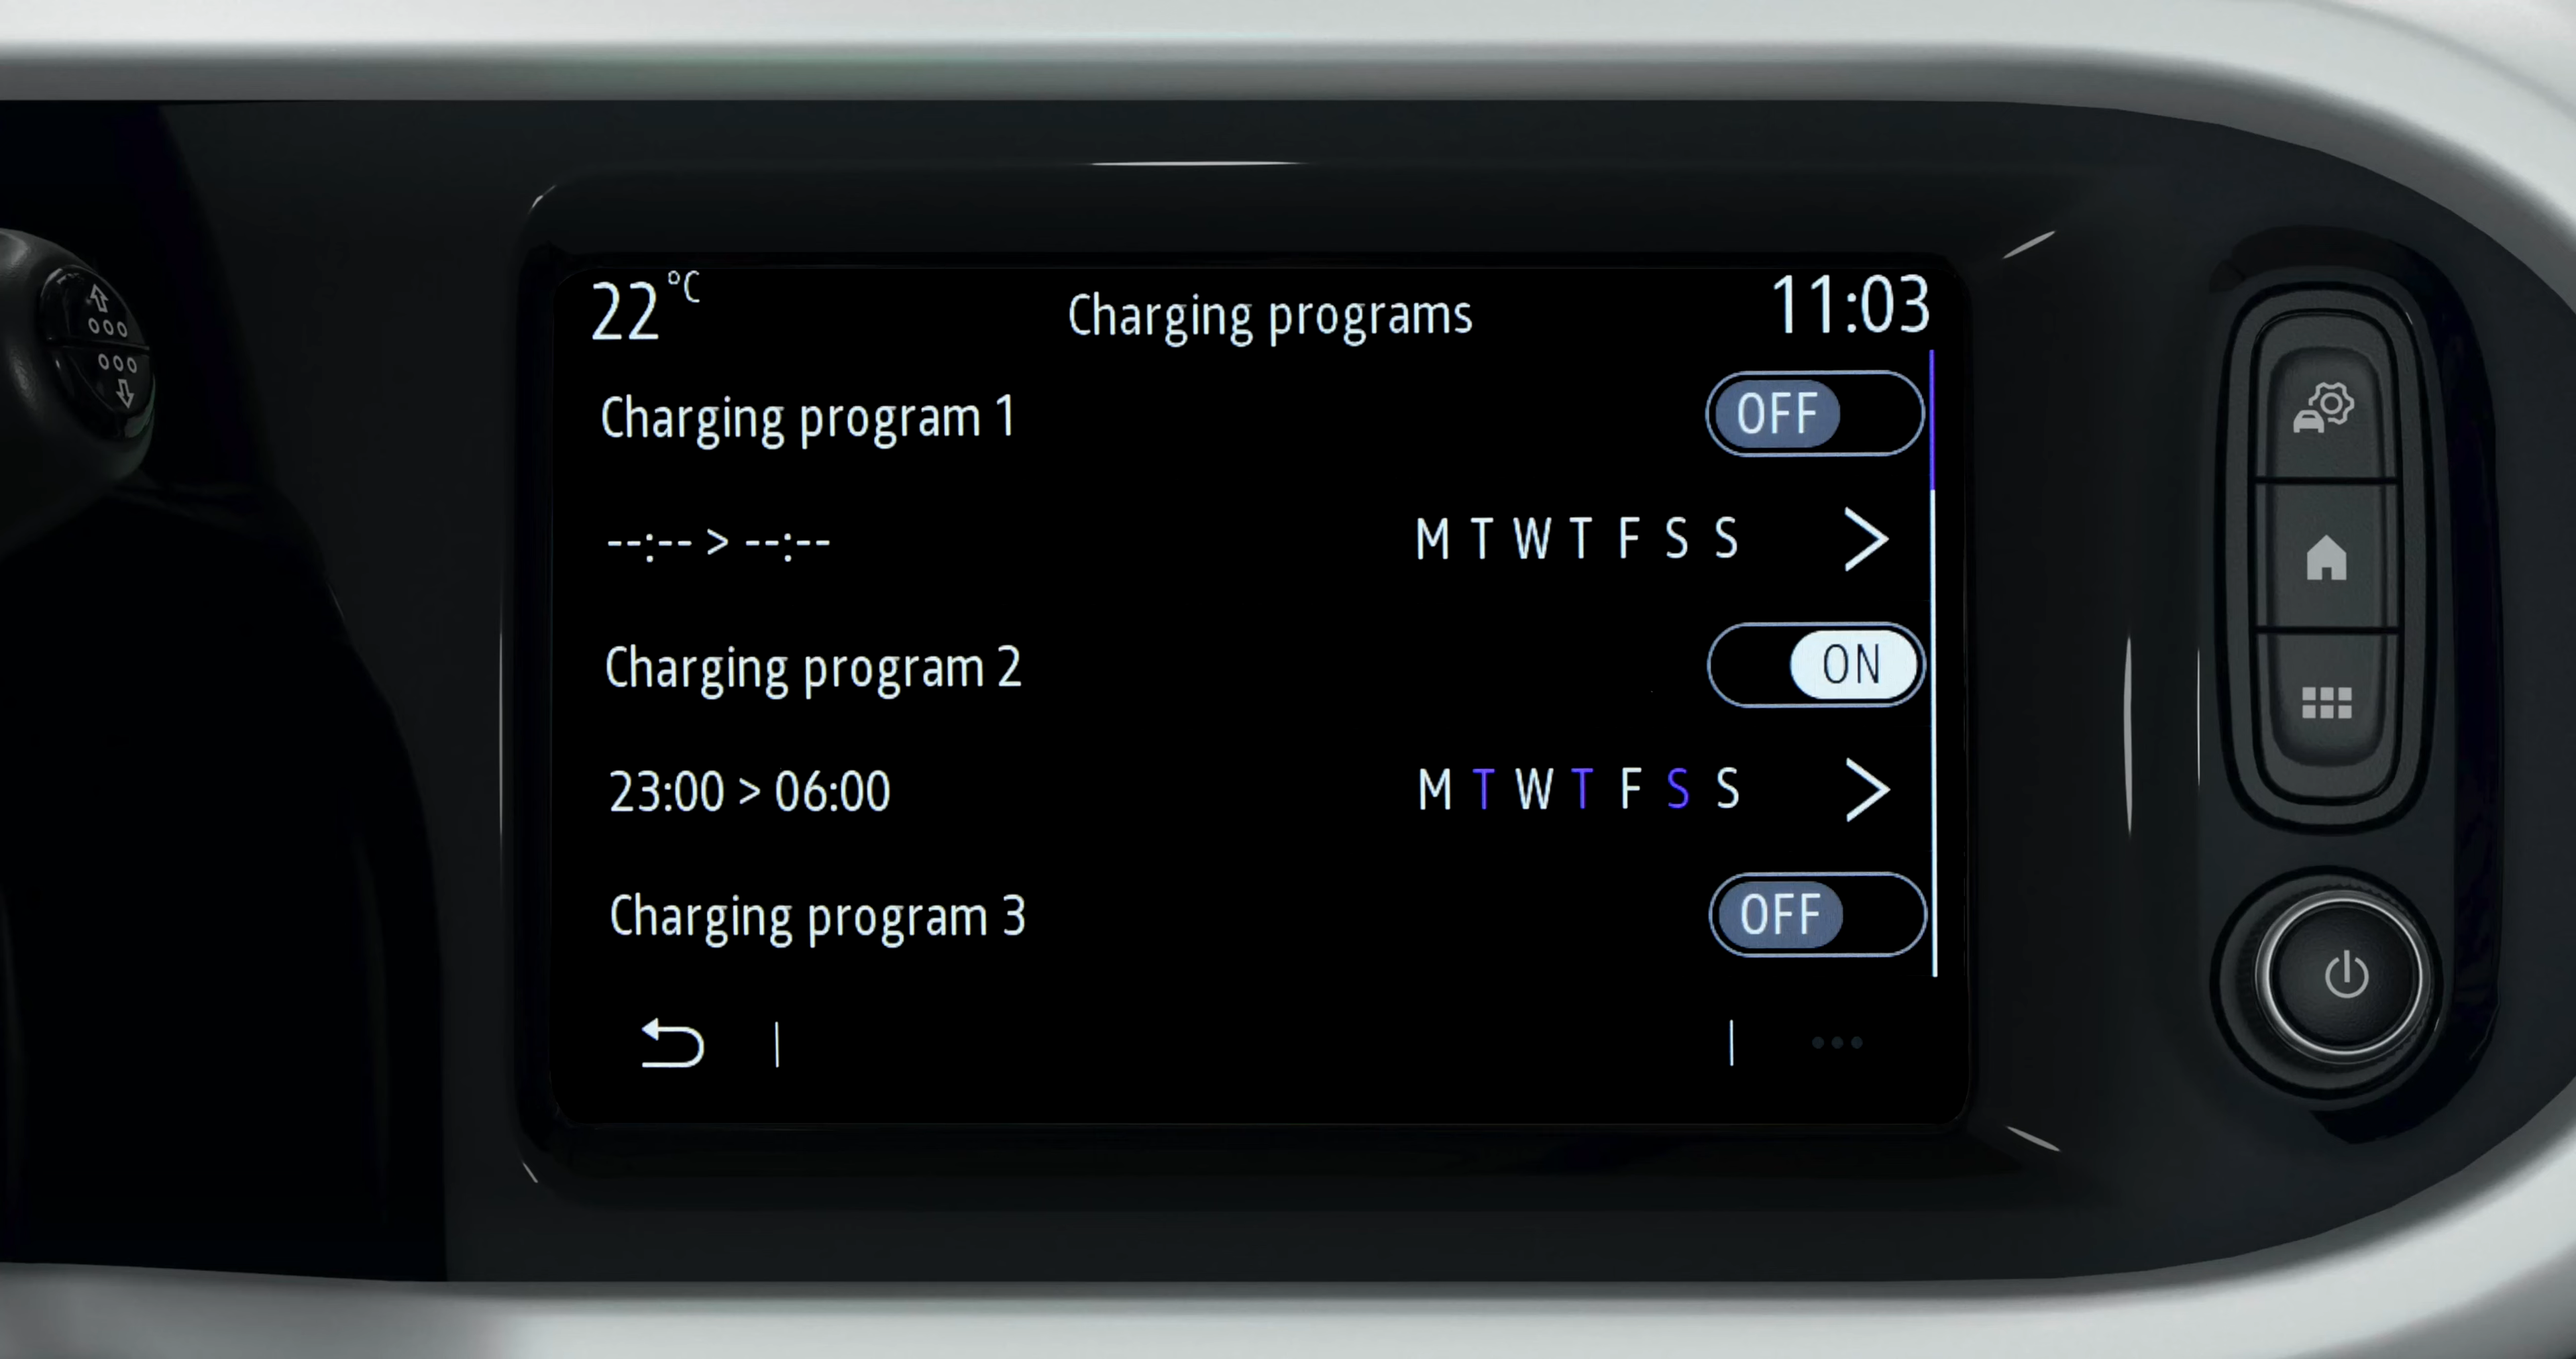 22 °C Charging programs 11:03
Charging program 1 OFF
--:-- > --:-- M T W T F S S >
Charging program 2 ON
23:00 > 06:00 M T W T F S S >
Charging program 3 OFF